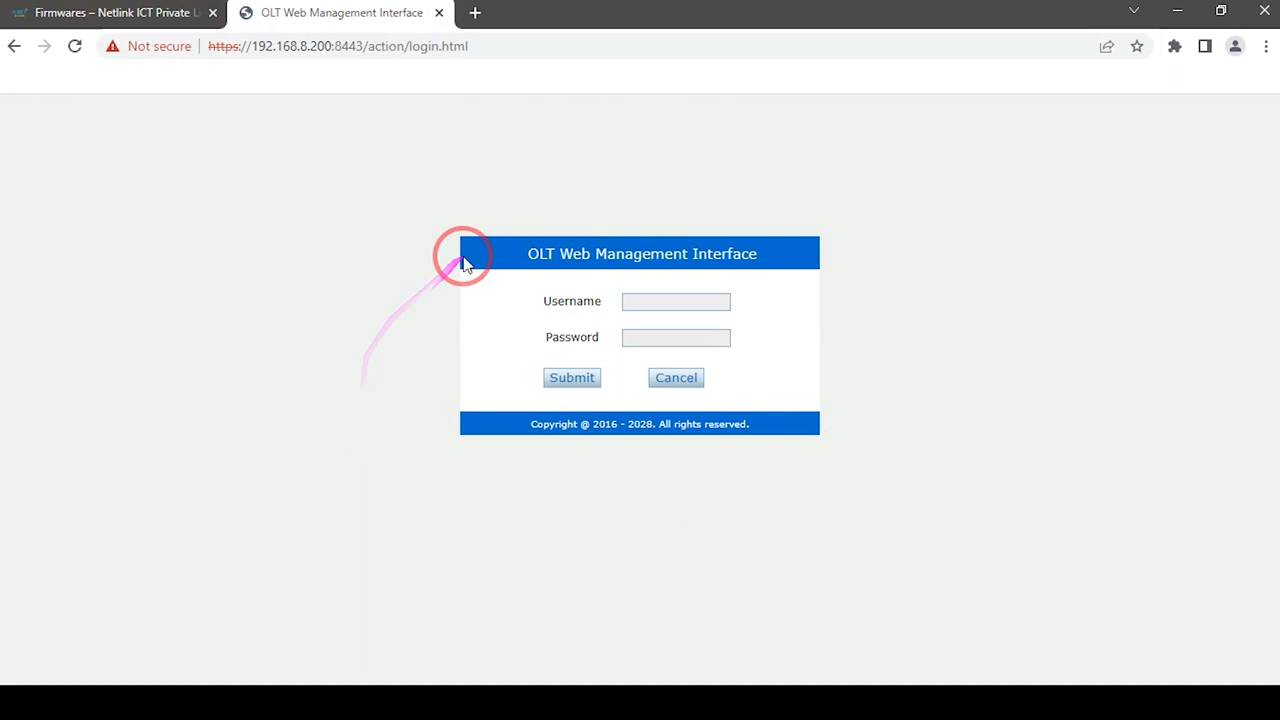 Firmwares – Netlink ICT Private L
OLT Web Management Interface
Not secure
https://192.168.8.200:8443/action/login.html
OLT Web Management Interface
Username
Password
Submit
Cancel
Copyright @ 2016 - 2028. All rights reserved.